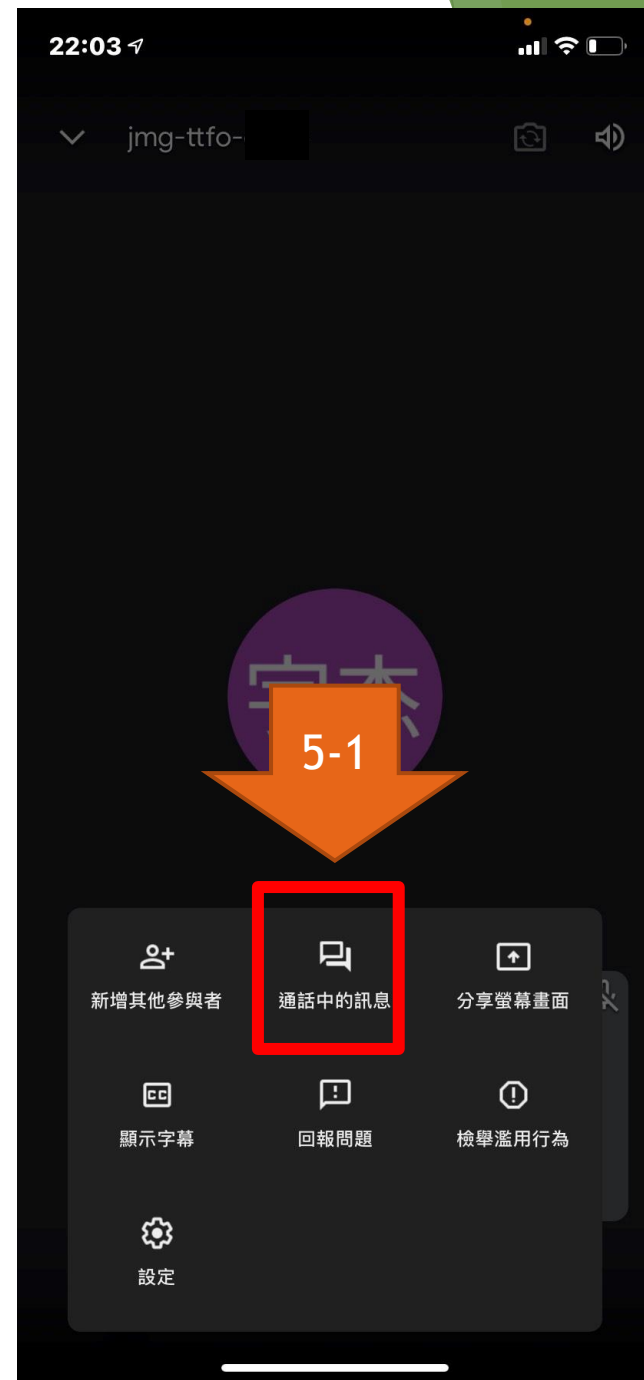 22:03
jmg-ttfo-
5-1
新增其他參與者
通話中的訊息
分享螢幕畫面
CC
顯示字幕
回報問題
檢舉濫用行為
設定